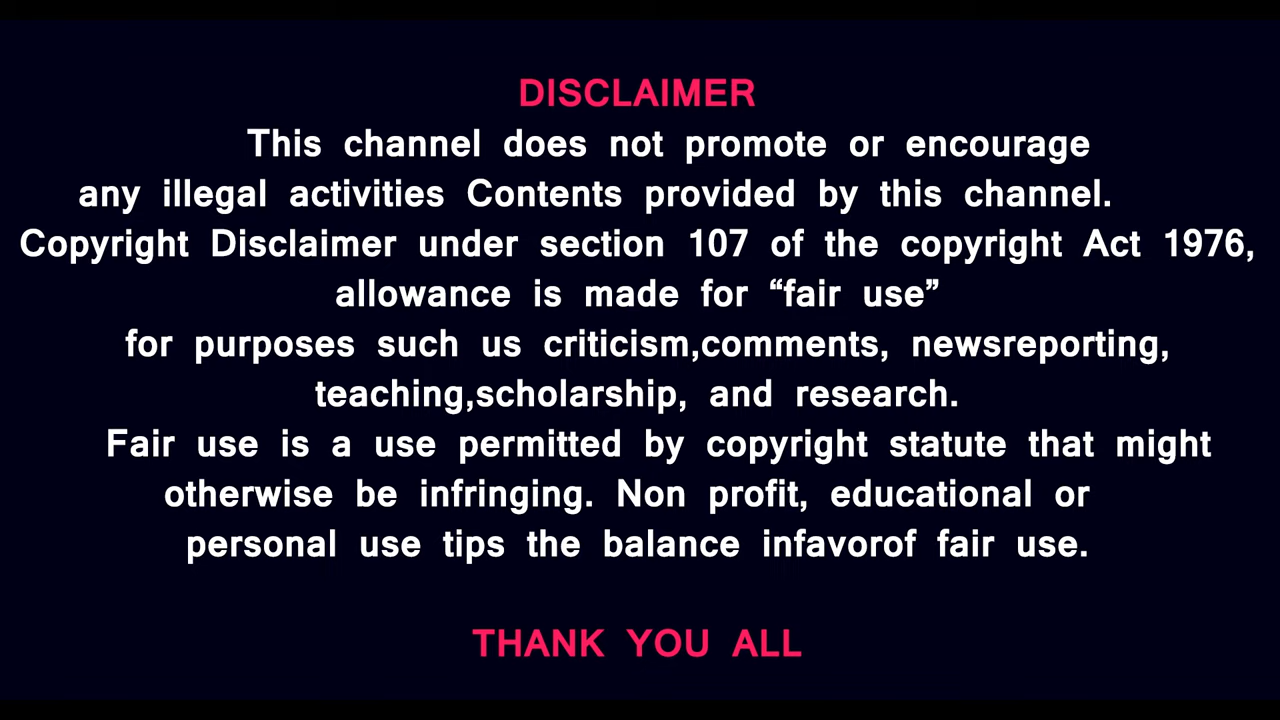 DISCLAIMER
This channel does not promote or encourage
any illegal activities Contents provided by this channel.
Copyright Disclaimer under section 107 of the copyright Act 1976,
allowance is made for “fair use”
for purposes such us criticism,comments, newsreporting,
teaching,scholarship, and research.
Fair use is a use permitted by copyright statute that might
otherwise be infringing. Non profit, educational or
personal use tips the balance infavorof fair use.
THANK YOU ALL